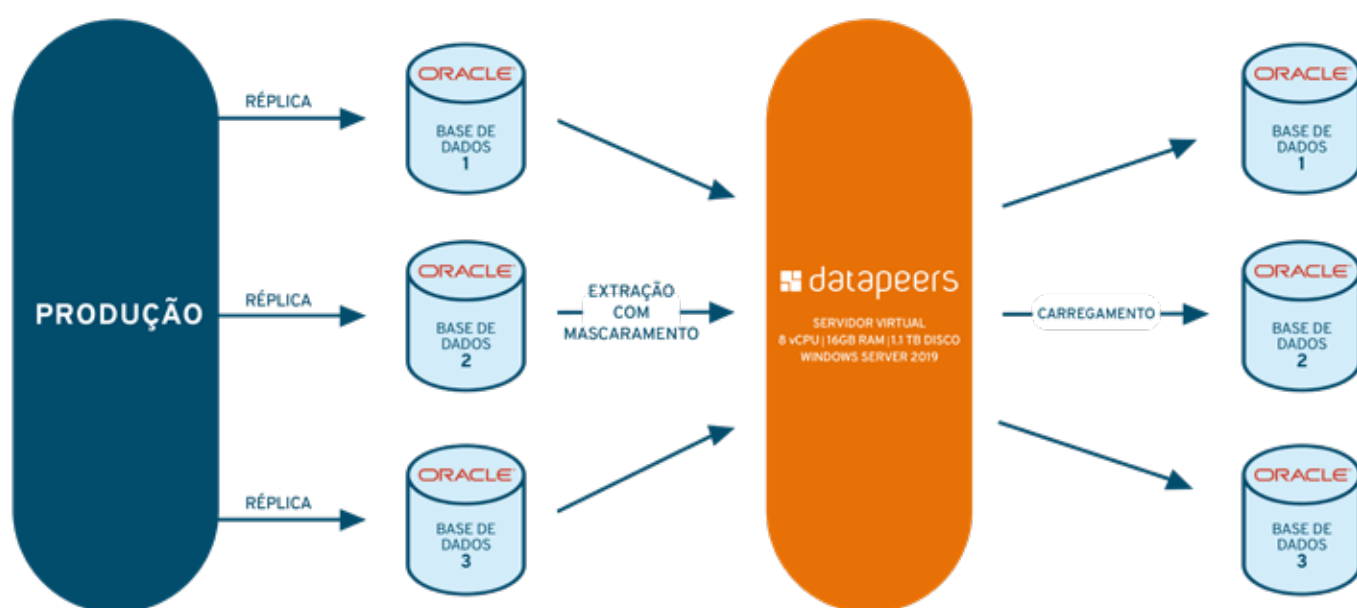 PRODUÇÃO
RÉPLICA
RÉPLICA
RÉPLICA
ORACLE
BASE DE
DADOS
1
ORACLE
BASE DE
DADOS
2
ORACLE
BASE DE
DADOS
3
EXTRAÇÃO
COM
MASCARAMENTO
datapeers
SERVIDOR VIRTUAL
8 vCPU | 16GB RAM | 1.1 TB DISCO
WINDOWS SERVER 2019
CARREGAMENTO
ORACLE
BASE DE
DADOS
1
ORACLE
BASE DE
DADOS
2
ORACLE
BASE DE
DADOS
3